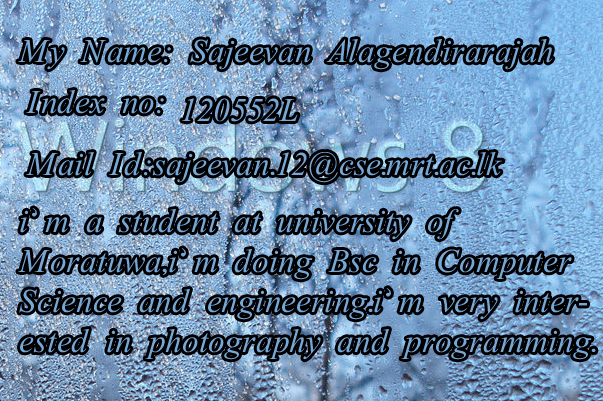 My Name: Sajeevan Alagendirarajah
Index no: 120552L
Windows 8
Mail Id:sajeevan.12@cse.mrt.ac.lk
i`m a student at university of
Moratuwa,i`m doing Bsc in Computer
Science and engineering.i`m very inter-
ested in photography and programming.